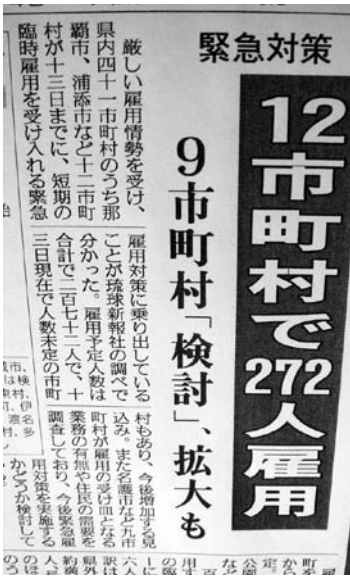 緊急対策
12市町村で272人雇用
9市町村「検討」、拡大も
厳しい雇用情勢を受け、
県内四十一市町村のうち那
覇市、浦添市など十二市町
村が十三日までに、短期の
臨時雇用を受け入れる緊急
雇用対策に乗り出している
ことが琉球新報社の調べで
分かった。雇用予定人数は
合計で二百七十二人で、十
三日現在で人数未定の市町
村もあり、今後増加する見
込み。また名護市など九市
町村が雇用の受け皿となる
業務の有無や住民の需要を
調査しており、今後緊急雇
用対策を実施する
かどうか検討して